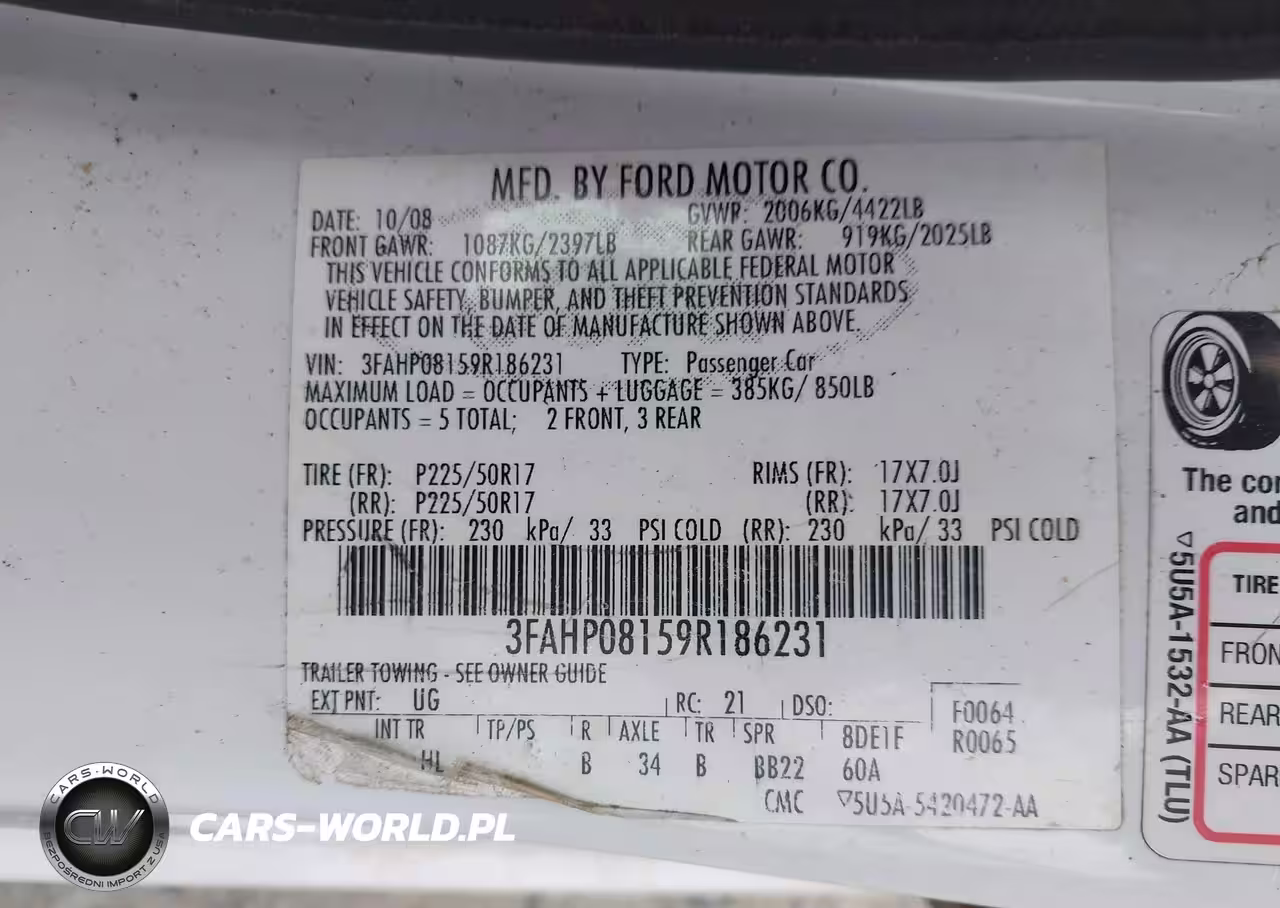 MFD. BY FORD MOTOR CO.
DATE: 10/08 GVWR: 2006KG/4422LB
FRONT GAWR: 1087KG/2397LB REAR GAWR: 919KG/2025LB
THIS VEHICLE CONFORMS TO ALL APPLICABLE FEDERAL MOTOR
VEHICLE SAFETY, BUMPER, AND THEFT PREVENTION STANDARDS
IN EFFECT ON THE DATE OF MANUFACTURE SHOWN ABOVE.
VIN: 3FAHP08159R186231 TYPE: Passenger Car
MAXIMUM LOAD = OCCUPANTS + LUGGAGE = 385KG/ 850LB
OCCUPANTS = 5 TOTAL; 2 FRONT, 3 REAR
TIRE (FR): P225/50R17 RIMS (FR): 17X7.0J
(RR): P225/50R17 (RR): 17X7.0J
PRESSURE (FR): 230 kPa/ 33 PSI COLD (RR): 230 kPa/ 33 PSI COLD
3FAHP08159R186231
TRAILER TOWING - SEE OWNER GUIDE
EXT PNT: UG RC: 21 DSO: F0064
INT TR TP/PS R AXLE TR SPR 8DE1F R0065
HL B 34 B BB22 60A
CMC ▽5U5A-5420472-AA
The con
and
▽5U5A-1532-AA (TLU)
TIRE
FRON
REAR
SPAR
CARS-WORLD
CW
BEZPOŚREDNI IMPORT Z USA
CARS-WORLD.PL